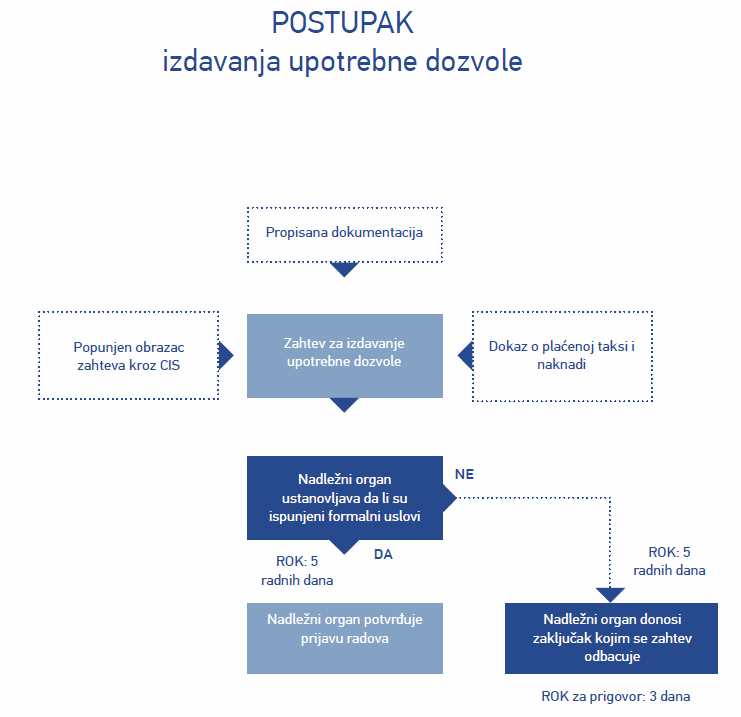 POSTUPAK
izdavanja upotrebne dozvole
Propisana dokumentacija
Popunjen obrazac
zahteva kroz CIS
Zahtev za izdavanje
upotrebne dozvole
Dokaz o plaćenoj taksi i
naknadi
Nadležni organ
ustanovljava da li su
ispunjeni formalni uslovi
NE
DA
ROK: 5
radnih dana
ROK: 5
radnih dana
Nadležni organ potvrđuje
prijavu radova
Nadležni organ donosi
zaključak kojim se zahtev
odbacuje
ROK za prigovor: 3 dana